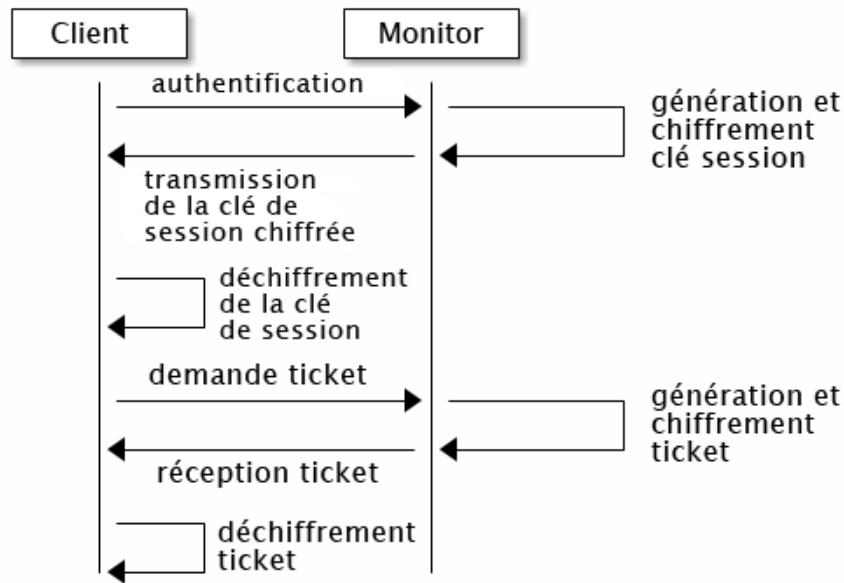 Client
Monitor
authentification
génération et
chiffrement
clé session
transmission
de la clé de
session chiffrée
déchiffrement
de la clé
de session
demande ticket
génération et
chiffrement
ticket
réception ticket
déchiffrement
ticket